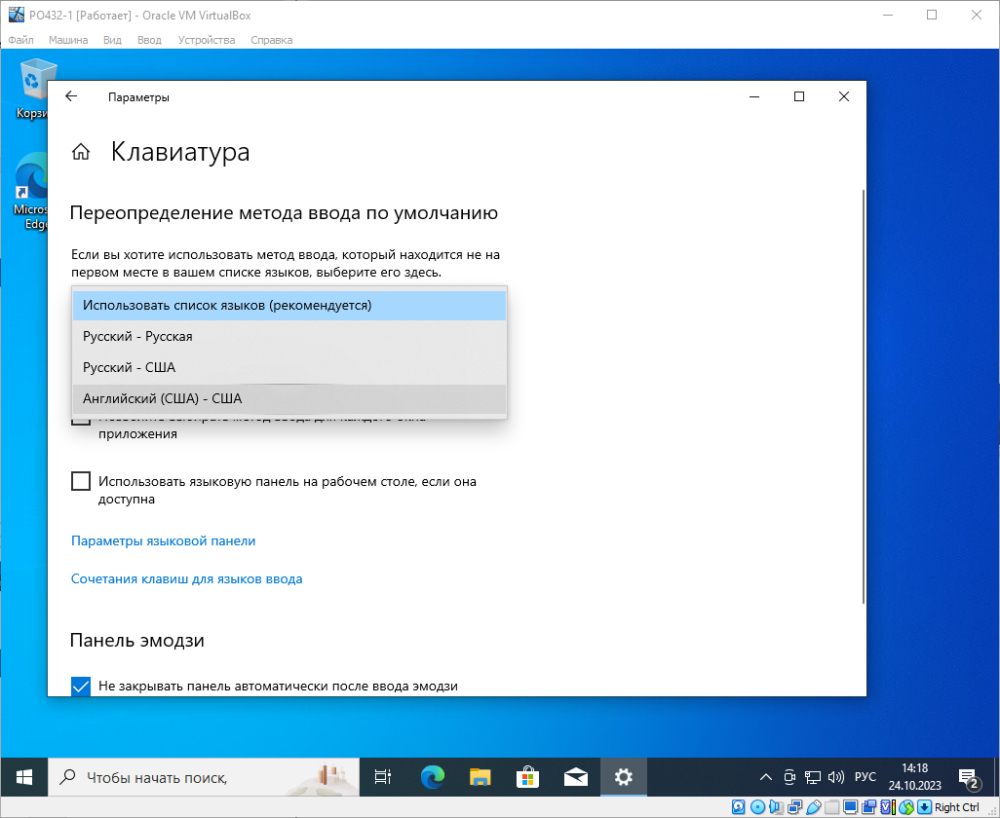 PO432-1 [Работает] - Oracle VM VirtualBox
Файл Машина Вид Ввод Устройства Справка
Параметры
Клавиатура
Переопределение метода ввода по умолчанию
Если вы хотите использовать метод ввода, который находится не на
первом месте в вашем списке языков, выберите его здесь.
Использовать список языков (рекомендуется)
Русский - Русская
Русский - США
Английский (США) - США
приложения
Использовать языковую панель на рабочем столе, если она
доступна
Параметры языковой панели
Сочетания клавиш для языков ввода
Панель эмодзи
Не закрывать панель автоматически после ввода эмодзи
Корзи
Micros
Edge
Чтобы начать поиск,
РУС
14:18
24.10.2023
2
Right Ctrl